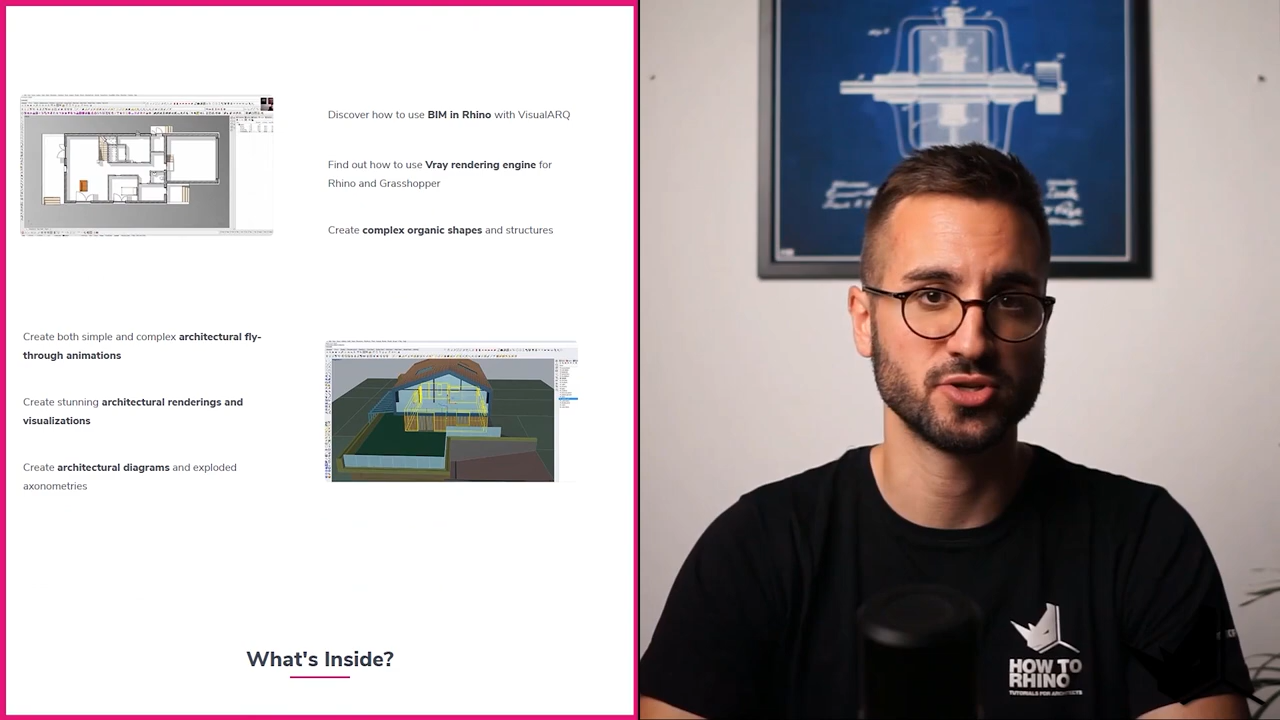 Discover how to use BIM in Rhino with VisualARQ
Find out how to use Vray rendering engine for
Rhino and Grasshopper
Create complex organic shapes and structures
Create both simple and complex architectural fly-
through animations
Create stunning architectural renderings and
visualizations
Create architectural diagrams and exploded
axonometries
What's Inside?
HOW TO
RHINO
TUTORIALS FOR ARCHITECTS